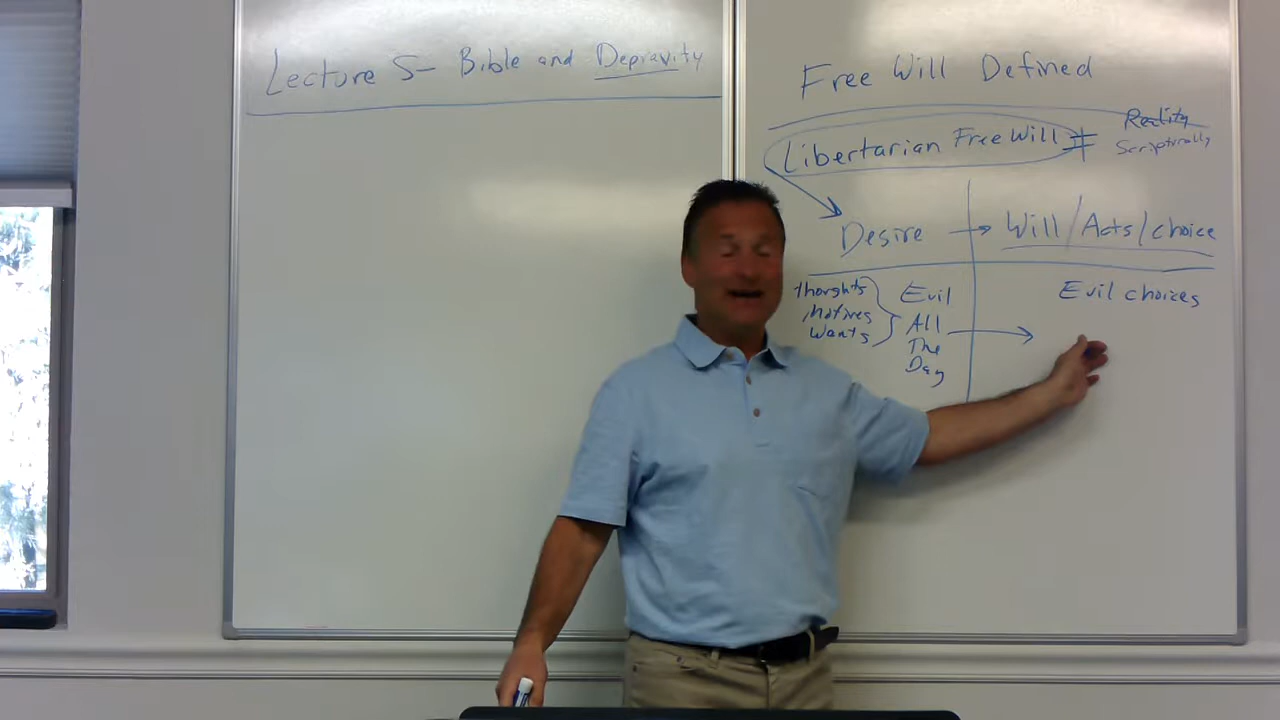 Lecture 5- Bible and Depravity
Free Will Defined
Libertarian Free Will ≠ Reality
Scripturally
Desire → Will/Acts/choice
Thoughts
Motives
Wants
Evil
All
The
Day
Evil choices